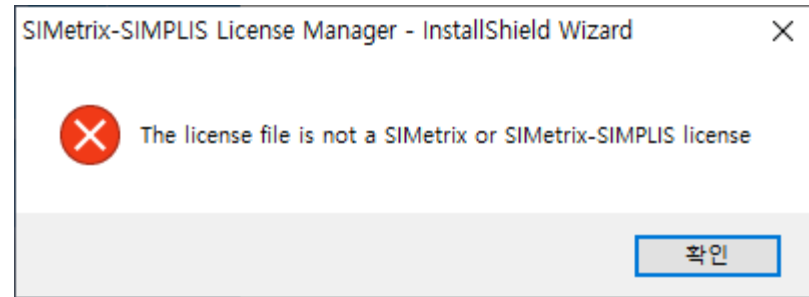 SIMetrix-SIMPLIS License Manager - InstallShield Wizard
The license file is not a SIMetrix or SIMetrix-SIMPLIS license
확인